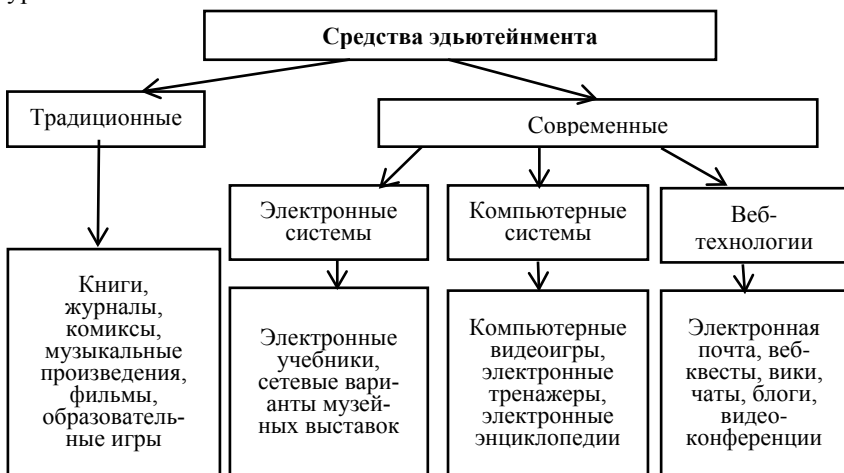 Средства эдьютейнмента
Традиционные
Современные
Электронные
системы
Компьютерные
системы
Веб-
технологии
Книги,
журналы,
комиксы,
музыкальные
произведения,
фильмы,
образователь-
ные игры
Электронные
учебники,
сетевые вари-
анты музей-
ных выставок
Компьютерные
видеоигры,
электронные
тренажеры,
электронные
энциклопедии
Электронная
почта, веб-
квесты, вики,
чаты, блоги,
видео-
конференции